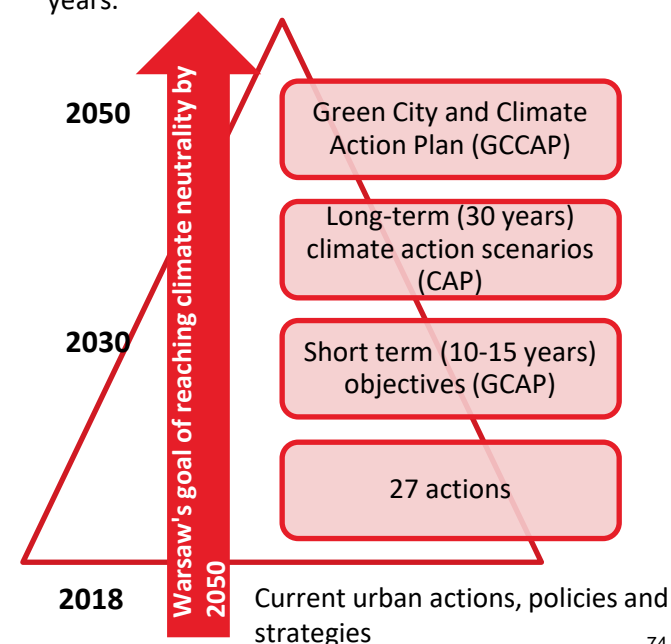 years.
2050
Green City and Climate
Action Plan (GCCAP)
Long-term (30 years)
climate action scenarios
(CAP)
2030
Short term (10-15 years)
objectives (GCAP)
27 actions
Warsaw's goal of reaching climate neutrality by
2050
2018
Current urban actions, policies and
strategies
74